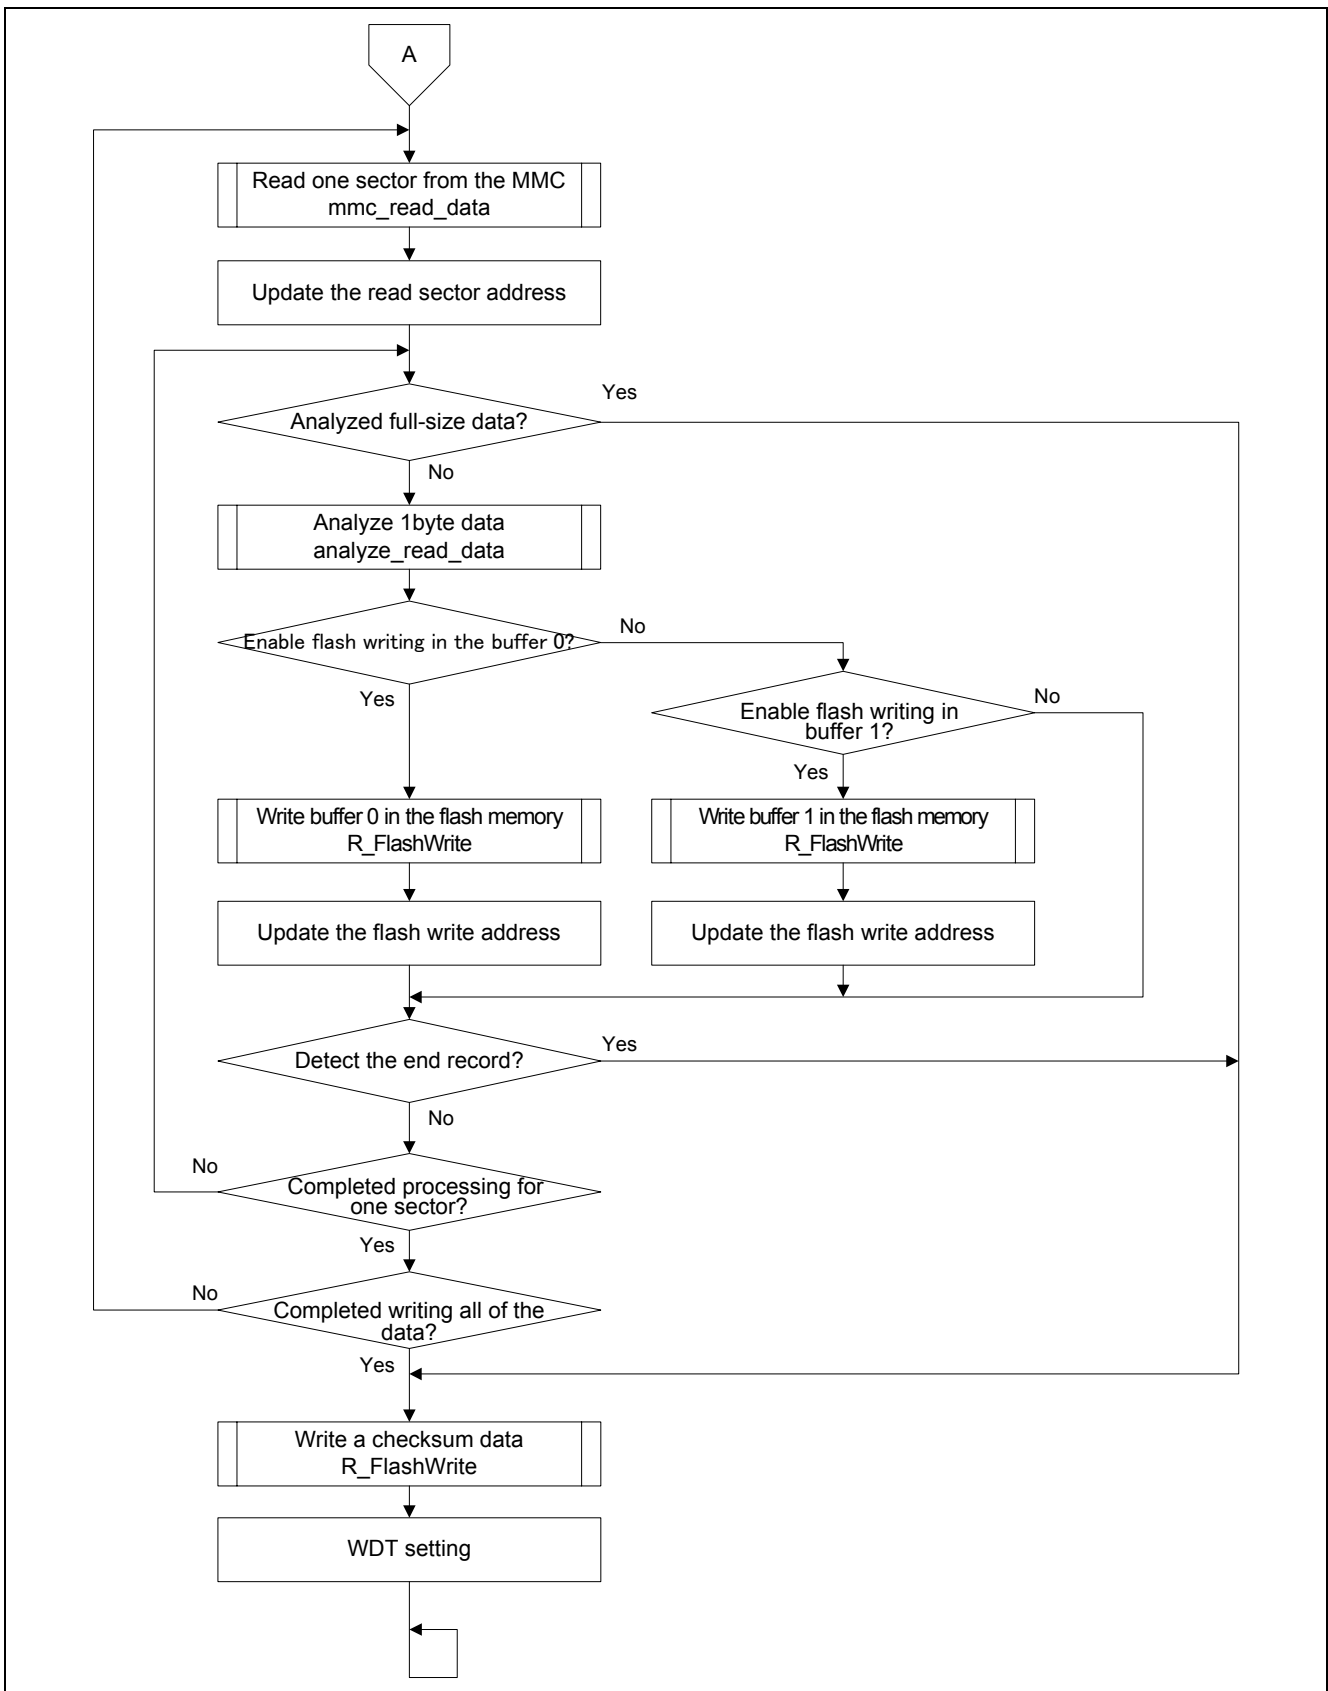 A
Read one sector from the MMC
mmc_read_data
Update the read sector address
Analyzed full-size data?
Yes
No
Analyze 1byte data
analyze_read_data
Enable flash writing in the buffer 0?
No
Yes
Enable flash writing in
buffer 1?
No
Yes
Write buffer 0 in the flash memory
R_FlashWrite
Write buffer 1 in the flash memory
R_FlashWrite
Update the flash write address
Update the flash write address
Detect the end record?
Yes
No
Completed processing for
one sector?
No
Yes
Completed writing all of the
data?
No
Yes
Write a checksum data
R_FlashWrite
WDT setting